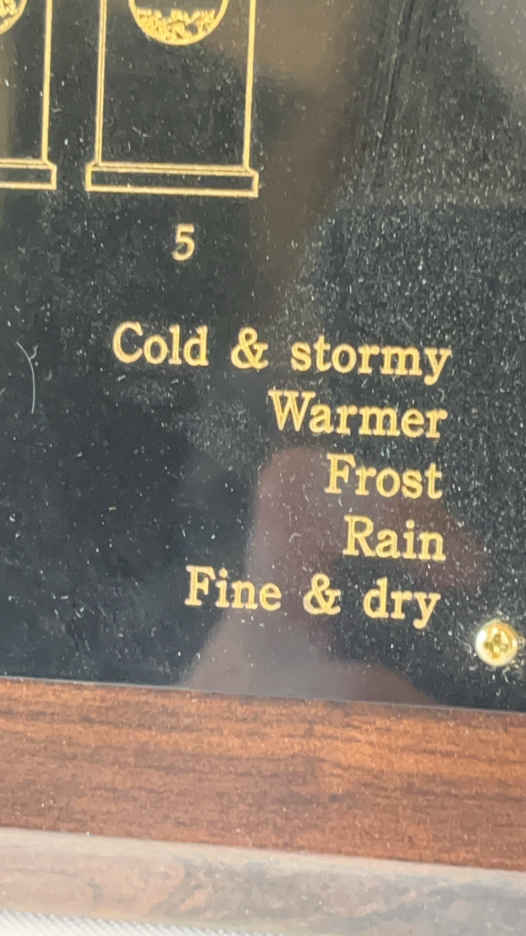 5
Cold & stormy
Warmer
Frost
Rain
Fine & dry